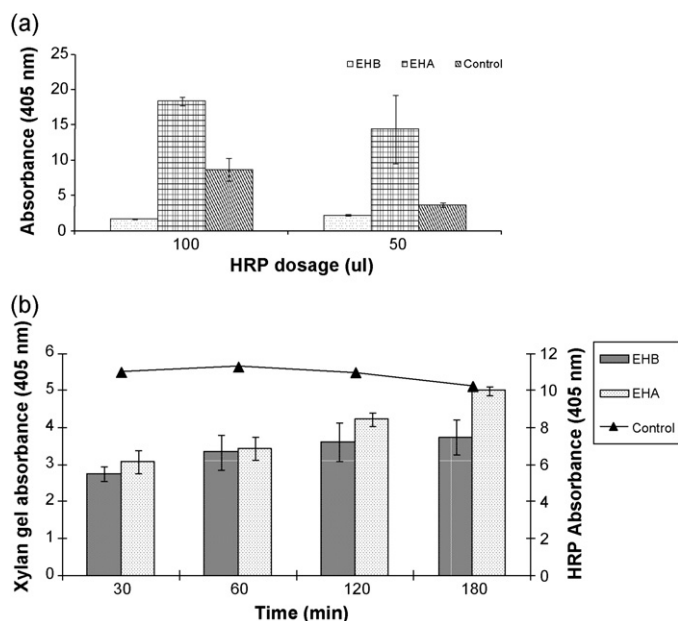 (a)
EHB EHA Control
Absorbance (405 nm)
25
20
15
10
5
0
100 50
HRP dosage (ul)
(b)
Xylan gel absorbance (405 nm)
6
5
4
3
2
1
0
30 60 120 180
Time (min)
12
10
8
6
4
2
0
HRP Absorbance (405 nm)
EHB
EHA
Control